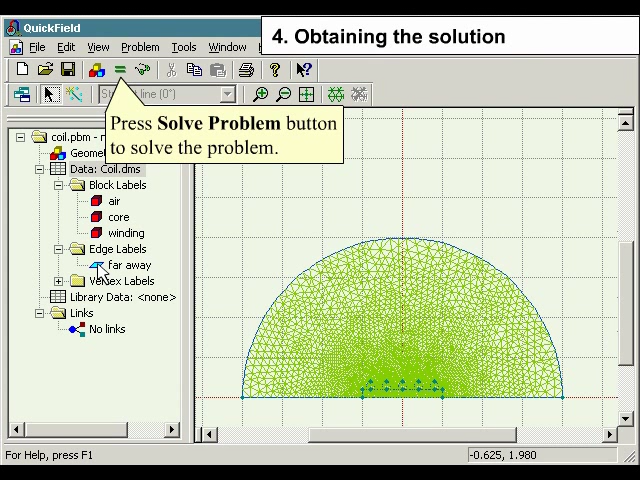 QuickField
4. Obtaining the solution
File Edit View Problem Tools Window
Press Solve Problem button
to solve the problem.
coil.pbm -
Data: Coil.dms
Block Labels
air
core
winding
Edge Labels
far away
Vertex Labels
Library Data: <none>
Links
No links
For Help, press F1
-0.625, 1.980